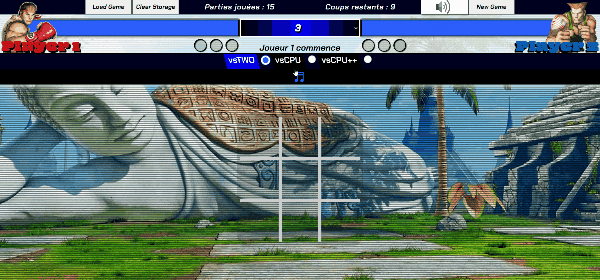 Load Game Clear Storage Parties jouées : 15 Coups restants : 9 New Game
3
Player 1 Joueur 1 commence Player 2
vsTWO vsCPU vsCPU++